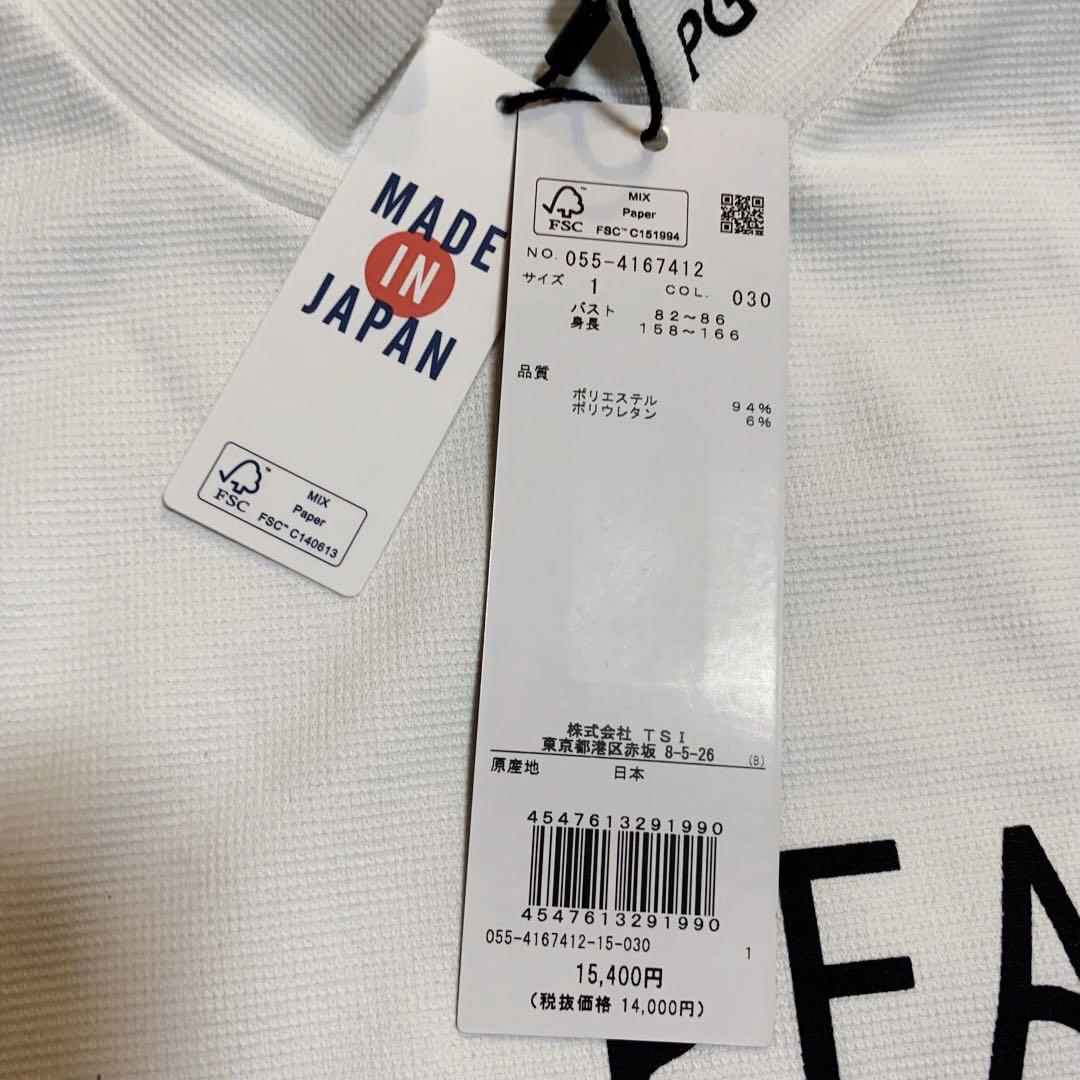 PG
MADE
IN
JAPAN
FSC™
MIX
Paper
FSC™ C140613
FSC™
MIX
Paper
FSC™ C151994
NO. 055-4167412
サイズ 1 COL. 030
バスト 82～86
身長 158～166
品質
ポリエステル 94%
ポリウレタン 6%
株式会社 TSI
東京都港区赤坂 8-5-26 (B)
原産地 日本
4547613291990
4547613291990
055-4167412-15-030 1
15,400円
(税抜価格 14,000円)